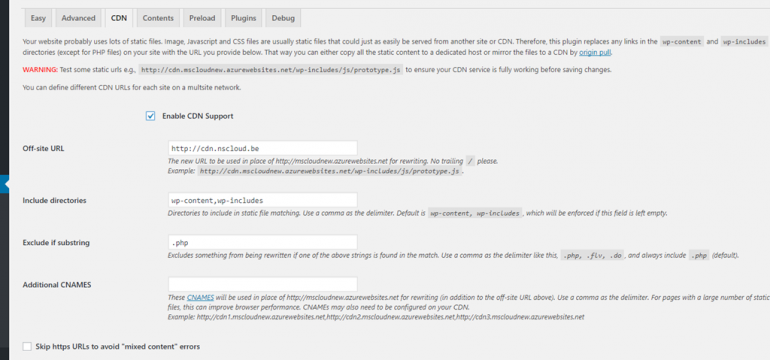 Easy Advanced CDN Contents Preload Plugins Debug
Your website probably uses lots of static files. Image, Javascript and CSS files are usually static files that could just as easily be served from another site or CDN. Therefore, this plugin replaces any links in the wp-content and wp-includes
directories (except for PHP files) on your site with the URL you provide below. That way you can either copy all the static content to a dedicated host or mirror the files to a CDN by origin pull.
WARNING: Test some static urls e.g., http://cdn.mscloudnew.azurewebsites.net/wp-includes/js/prototype.js to ensure your CDN service is fully working before saving changes.
You can define different CDN URLs for each site on a multsite network.
Enable CDN Support
Off-site URL http://cdn.nscloud.be
The new URL to be used in place of http://mscloudnew.azurewebsites.net for rewriting. No trailing / please.
Example: http://cdn.mscloudnew.azurewebsites.net/wp-includes/js/prototype.js .
Include directories wp-content,wp-includes
Directories to include in static file matching. Use a comma as the delimiter. Default is wp-content, wp-includes , which will be enforced if this field is left empty.
Exclude if substring .php
Excludes something from being rewritten if one of the above strings is found in the match. Use a comma as the delimiter like this, .php, .flv, .do , and always include .php (default).
Additional CNAMES
These CNAMES will be used in place of http://mscloudnew.azurewebsites.net for rewriting (in addition to the off-site URL above). Use a comma as the delimiter. For pages with a large number of static
files, this can improve browser performance. CNAMEs may also need to be configured on your CDN.
Example: http://cdn1.mscloudnew.azurewebsites.net,http://cdn2.mscloudnew.azurewebsites.net,http://cdn3.mscloudnew.azurewebsites.net
Skip https URLs to avoid "mixed content" errors